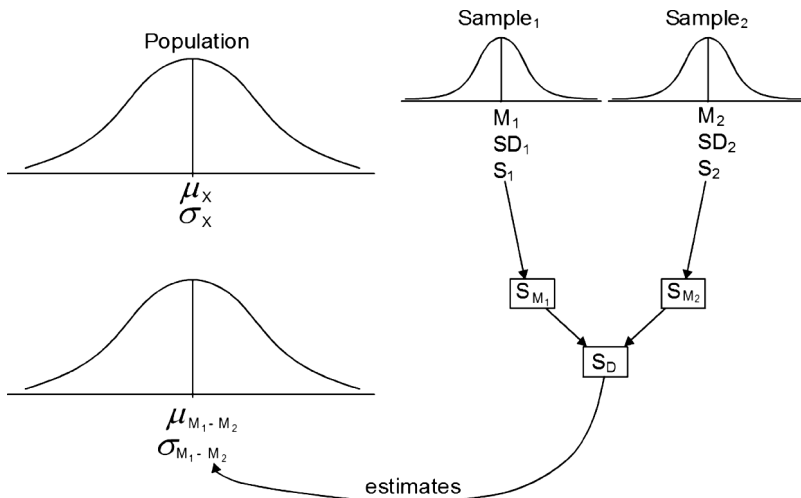 Population
μX
σX
Sample1
M1
SD1
S1
Sample2
M2
SD2
S2
SM1
SM2
SD
μM1 - M2
σM1 - M2
estimates